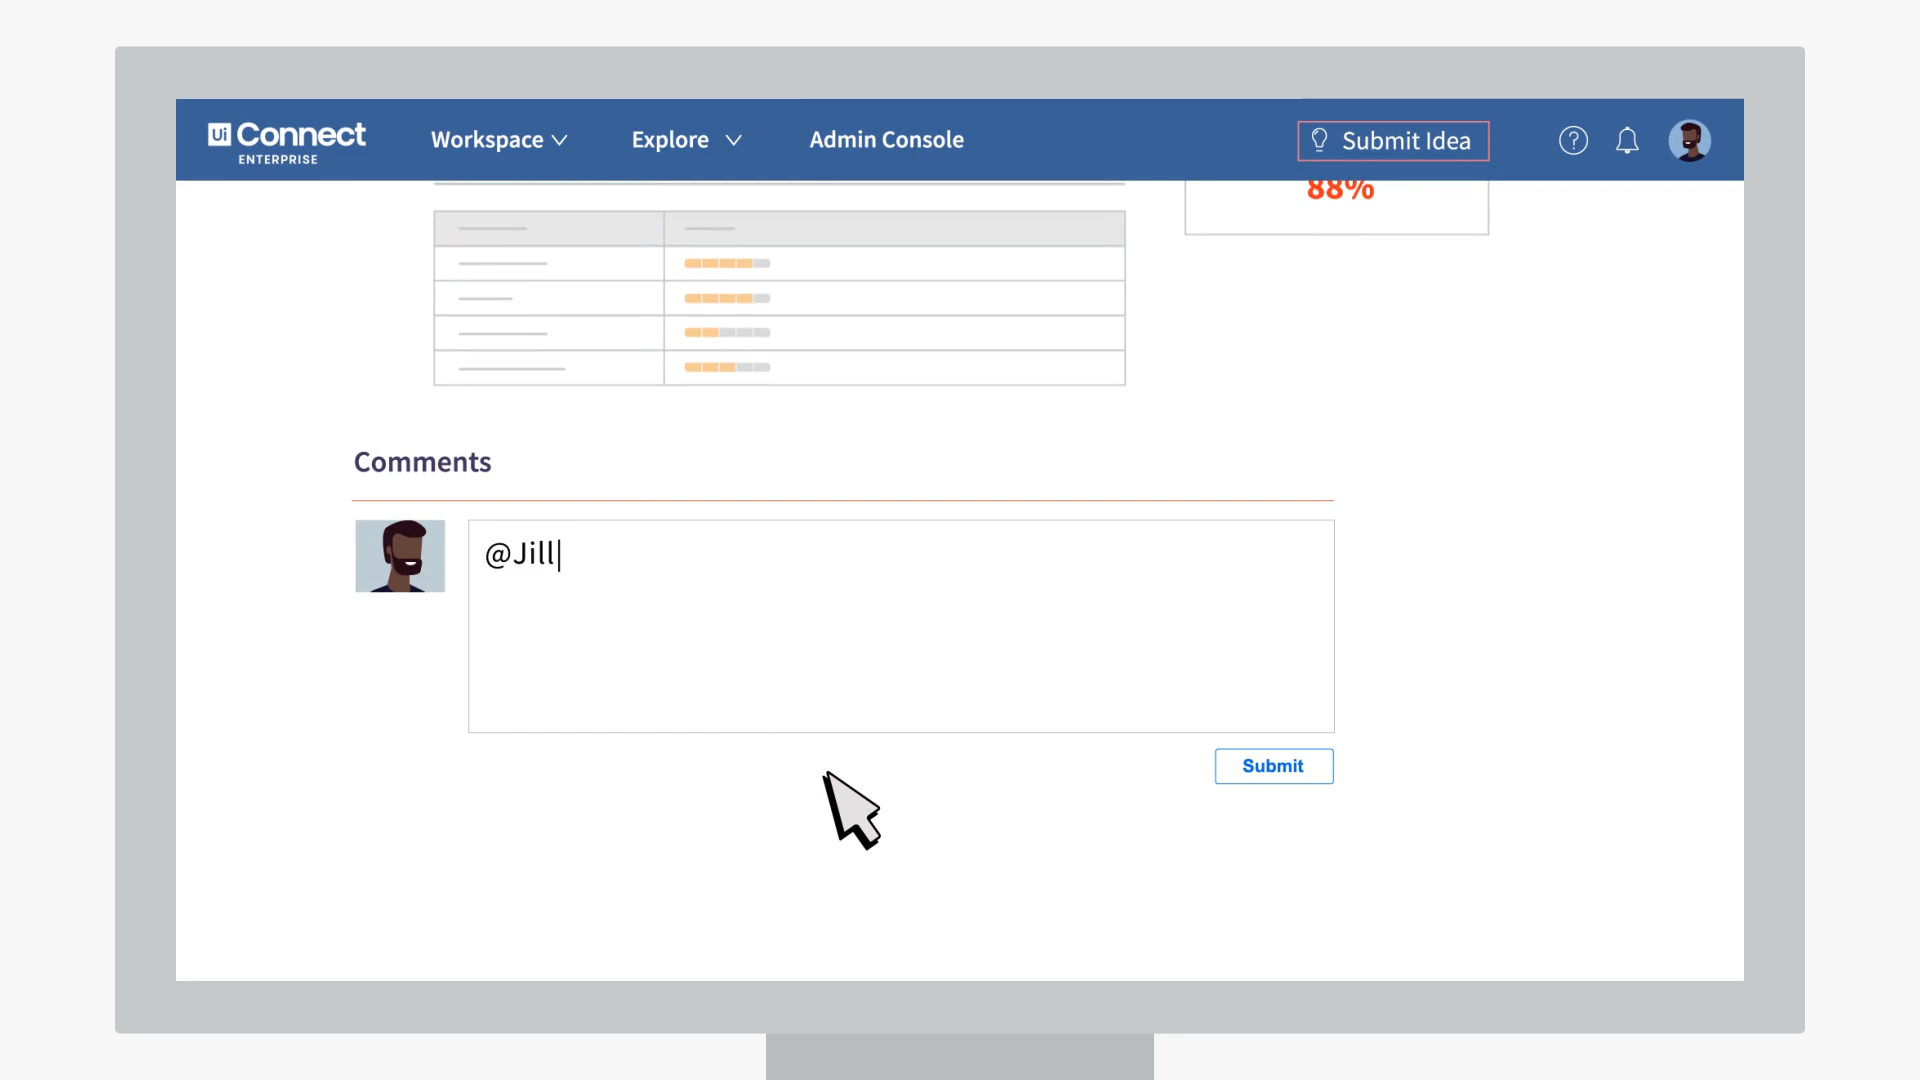 Ui Connect
ENTERPRISE
Workspace
Explore
Admin Console
Submit Idea
?
88%
Comments
@Jill
Submit